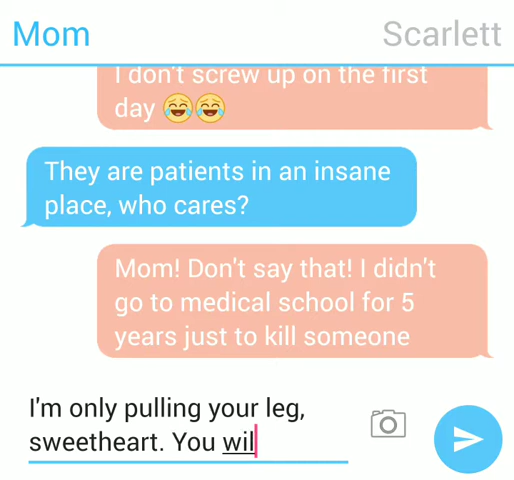 Mom
Scarlett
I don't screw up on the first
day 😂😂
They are patients in an insane
place, who cares?
Mom! Don't say that! I didn't
go to medical school for 5
years just to kill someone
I'm only pulling your leg,
sweetheart. You wil